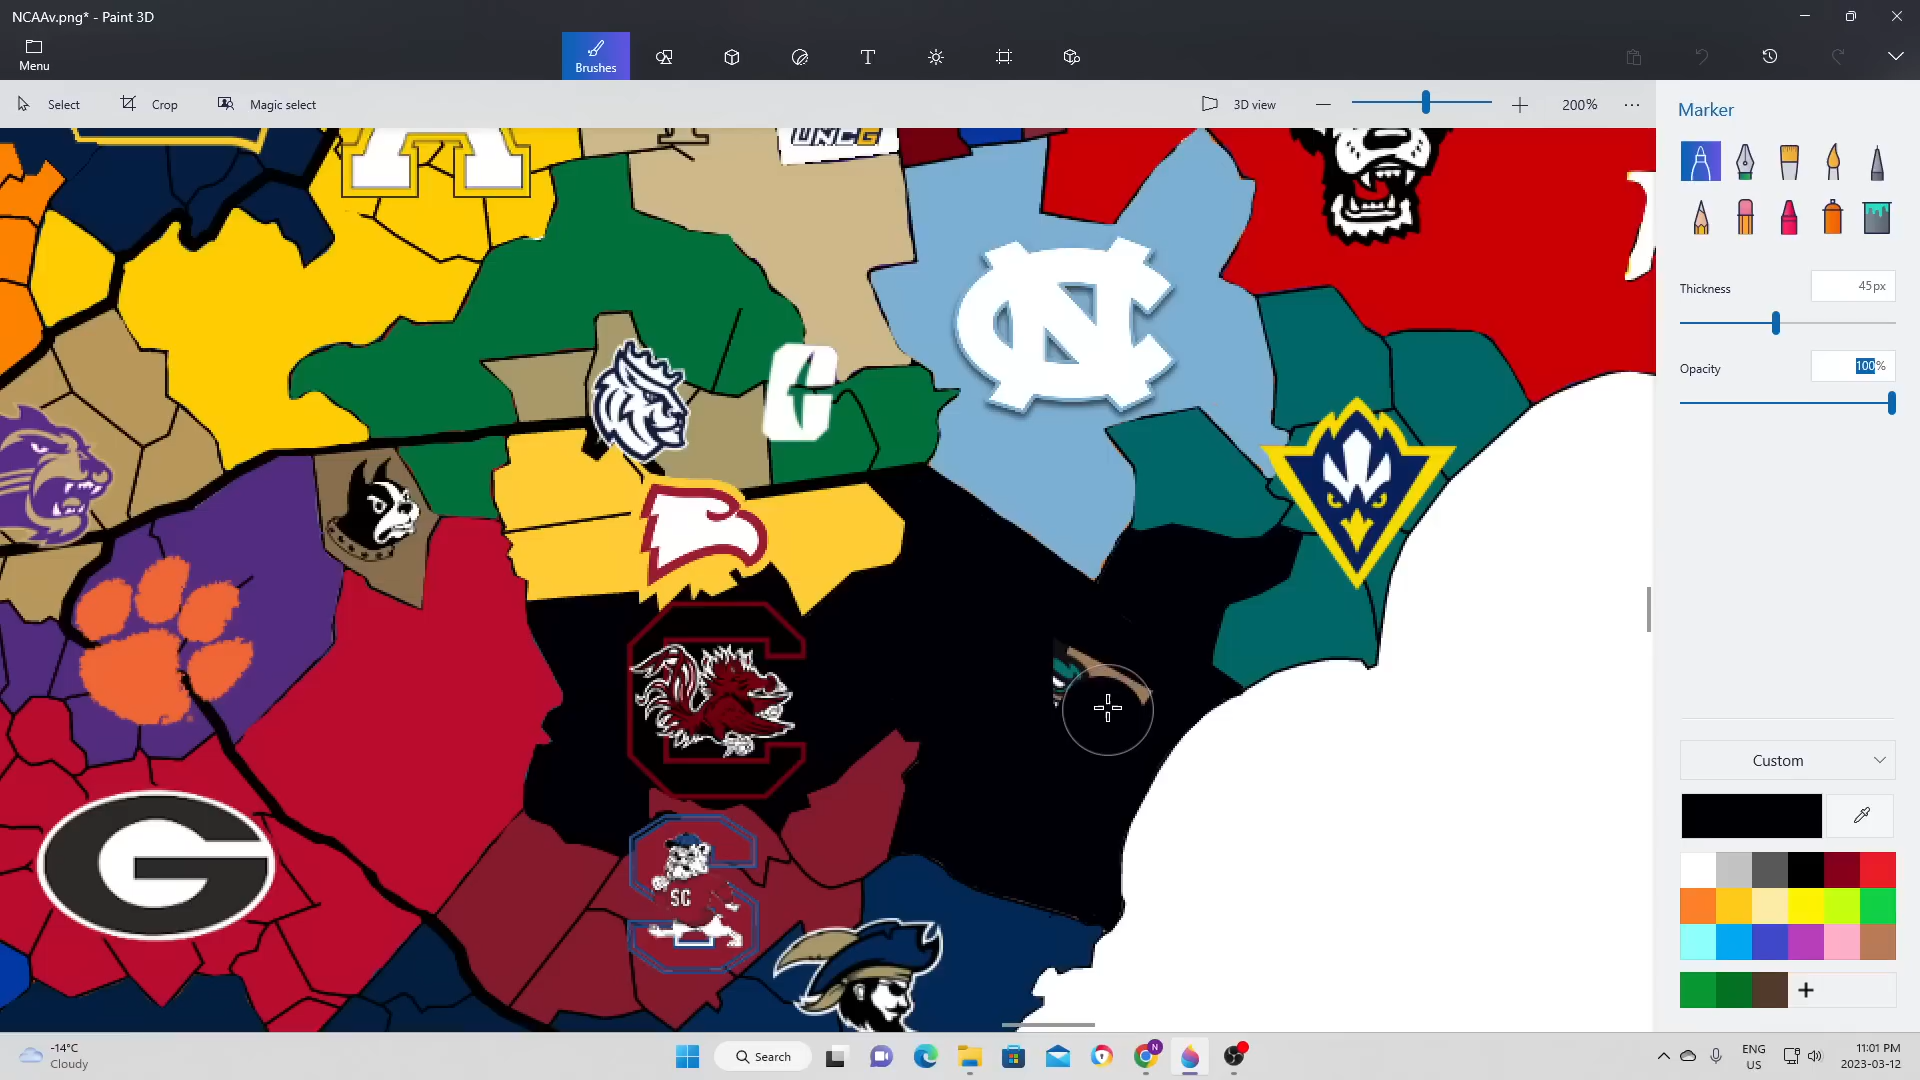 NCAAv.png* - Paint 3D
Menu
Brushes
Select
Crop
Magic select
3D view
200%
Marker
Thickness
45px
Opacity
100%
UNCG
A
NC
C
G
SC
Custom
-14°C
Cloudy
Search
N
ENG
US
11:01 PM
2023-03-12